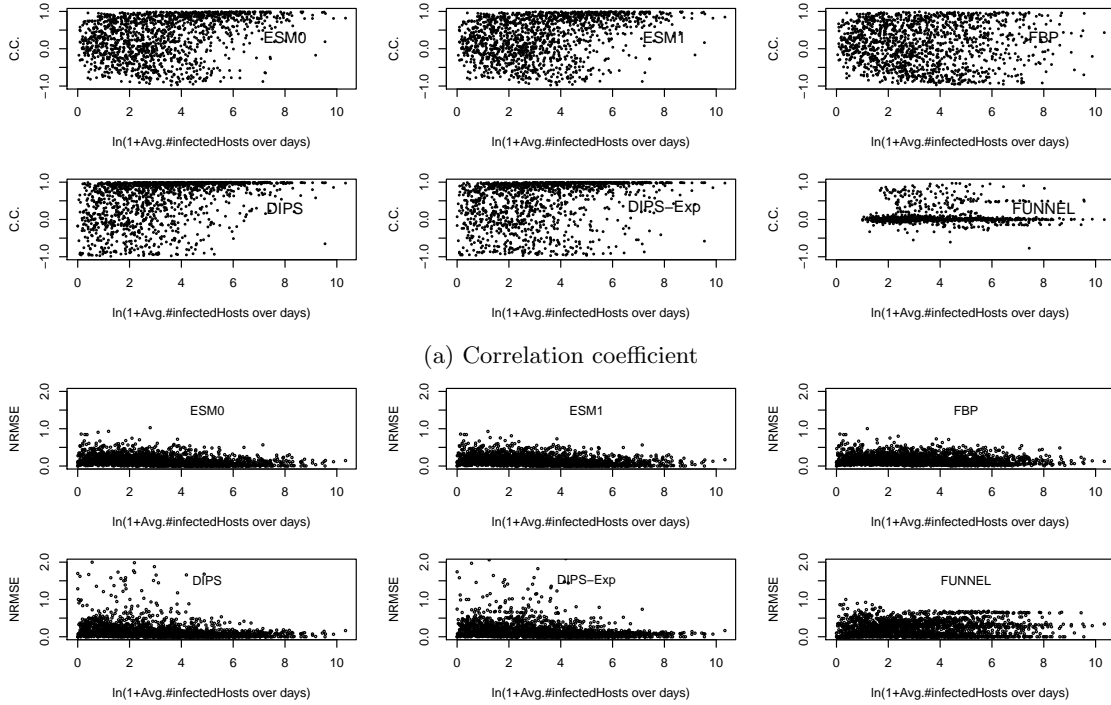 C.C.
−1.0 0.0 1.0
ESM0
0 2 4 6 8 10
ln(1+Avg.#infectedHosts over days)
C.C.
−1.0 0.0 1.0
ESM1
0 2 4 6 8 10
ln(1+Avg.#infectedHosts over days)
C.C.
−1.0 0.0 1.0
FBP
0 2 4 6 8 10
ln(1+Avg.#infectedHosts over days)
C.C.
−1.0 0.0 1.0
DIPS
0 2 4 6 8 10
ln(1+Avg.#infectedHosts over days)
C.C.
−1.0 0.0 1.0
DIPS−Exp
0 2 4 6 8 10
ln(1+Avg.#infectedHosts over days)
C.C.
−1.0 0.0 1.0
FUNNEL
0 2 4 6 8 10
ln(1+Avg.#infectedHosts over days)
(a) Correlation coefficient
NRMSE
0.0 1.0 2.0
ESM0
0 2 4 6 8 10
ln(1+Avg.#infectedHosts over days)
NRMSE
0.0 1.0 2.0
ESM1
0 2 4 6 8 10
ln(1+Avg.#infectedHosts over days)
NRMSE
0.0 1.0 2.0
FBP
0 2 4 6 8 10
ln(1+Avg.#infectedHosts over days)
NRMSE
0.0 1.0 2.0
DIPS
0 2 4 6 8 10
ln(1+Avg.#infectedHosts over days)
NRMSE
0.0 1.0 2.0
DIPS−Exp
0 2 4 6 8 10
ln(1+Avg.#infectedHosts over days)
NRMSE
0.0 1.0 2.0
FUNNEL
0 2 4 6 8 10
ln(1+Avg.#infectedHosts over days)